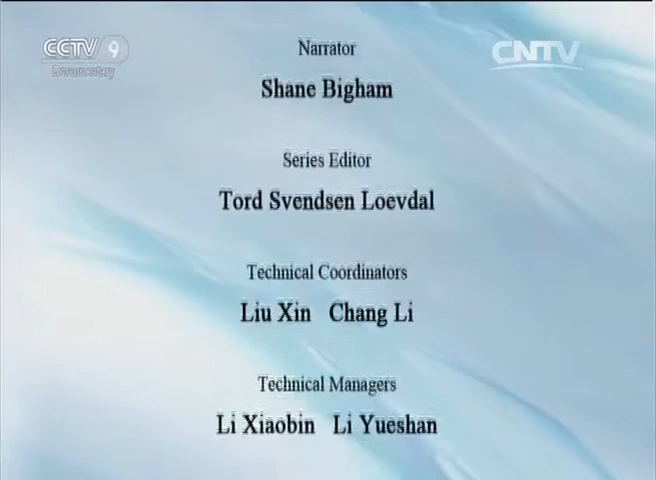 CCTV 9
Documentary
CNTV
Narrator
Shane Bigham
Series Editor
Tord Svendsen Loevdal
Technical Coordinators
Liu Xin Chang Li
Technical Managers
Li Xiaobin Li Yueshan